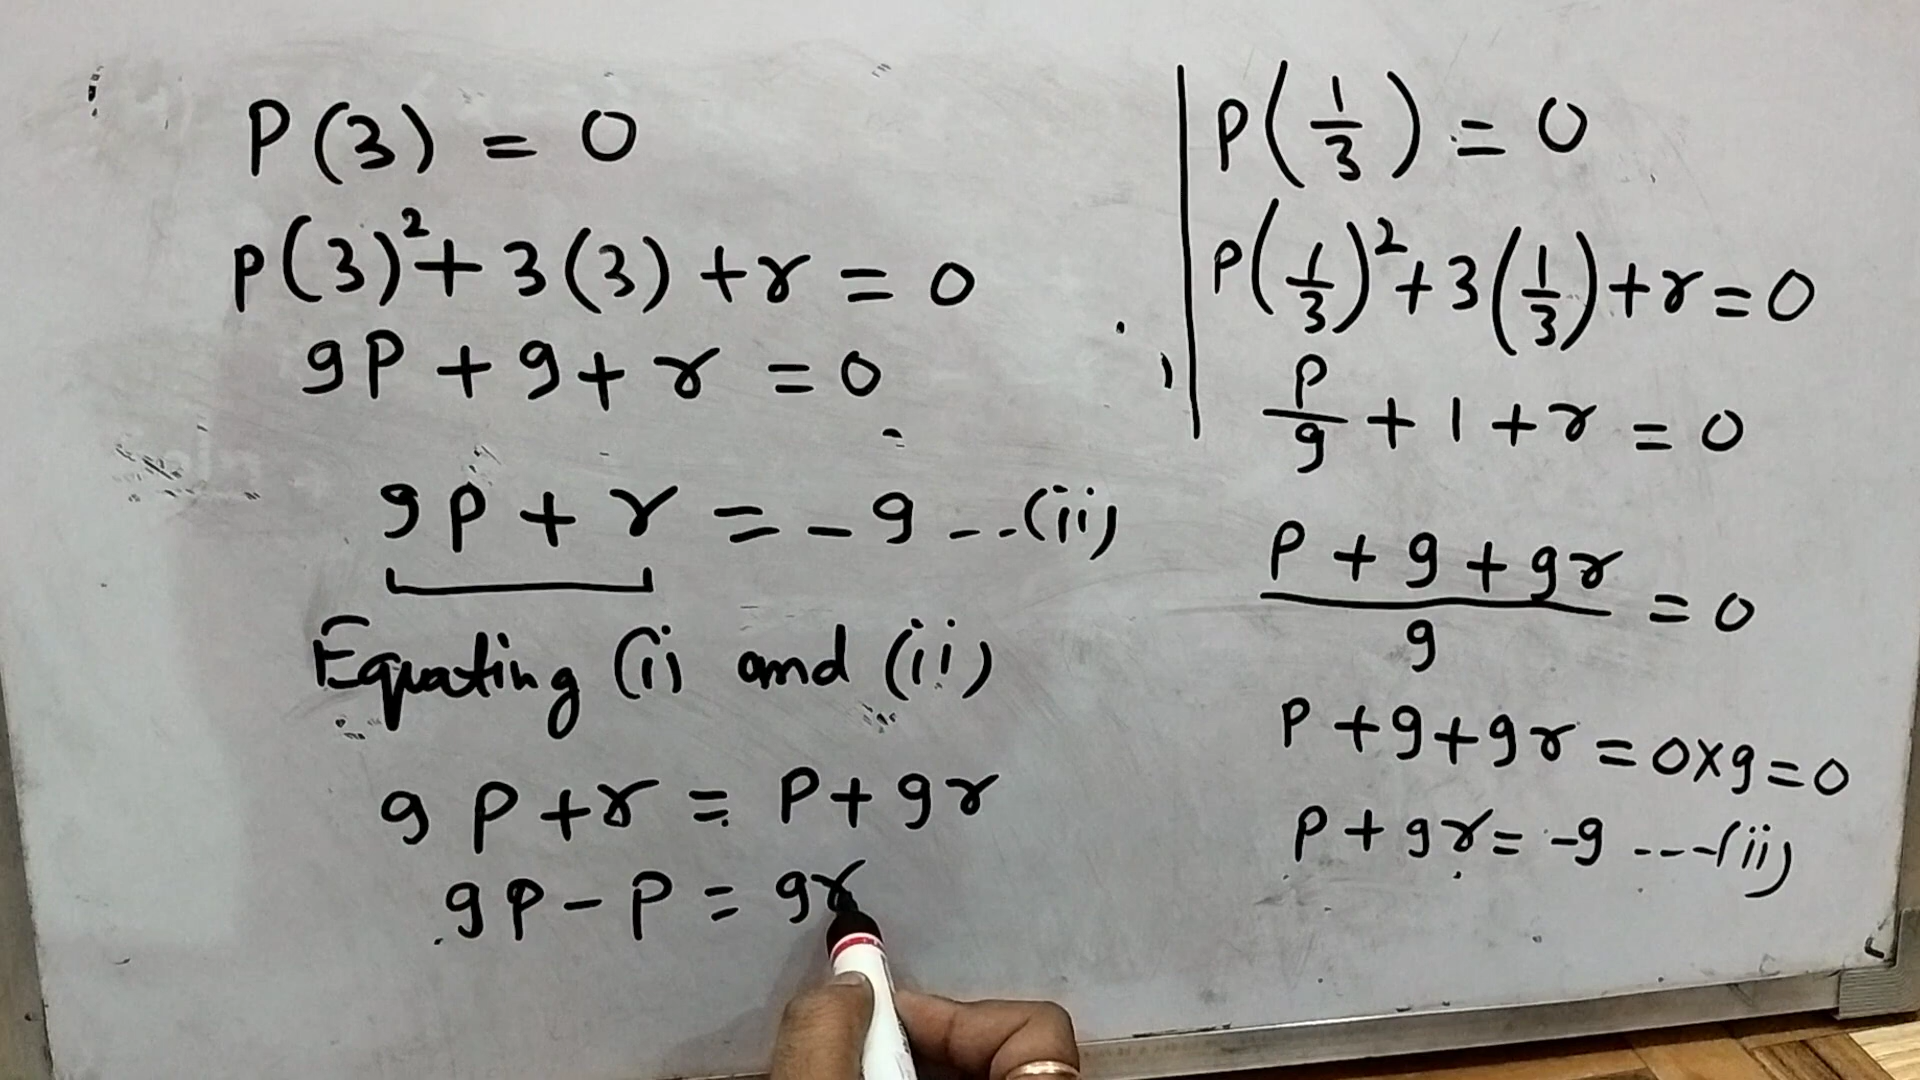 P(3) = 0
p(3)² + 3(3) + r = 0
9P + 9 + r = 0
9p + r = -9 --(ii)
Equating (i) and (ii)
9p + r = p + 9r
9p - p = 9r
P(1/3) = 0
P(1/3)² + 3(1/3) + r = 0
p/9 + 1 + r = 0
(P + 9 + 9r)/9 = 0
P + 9 + 9r = 0x9 = 0
p + 9r = -9 ----(ii)